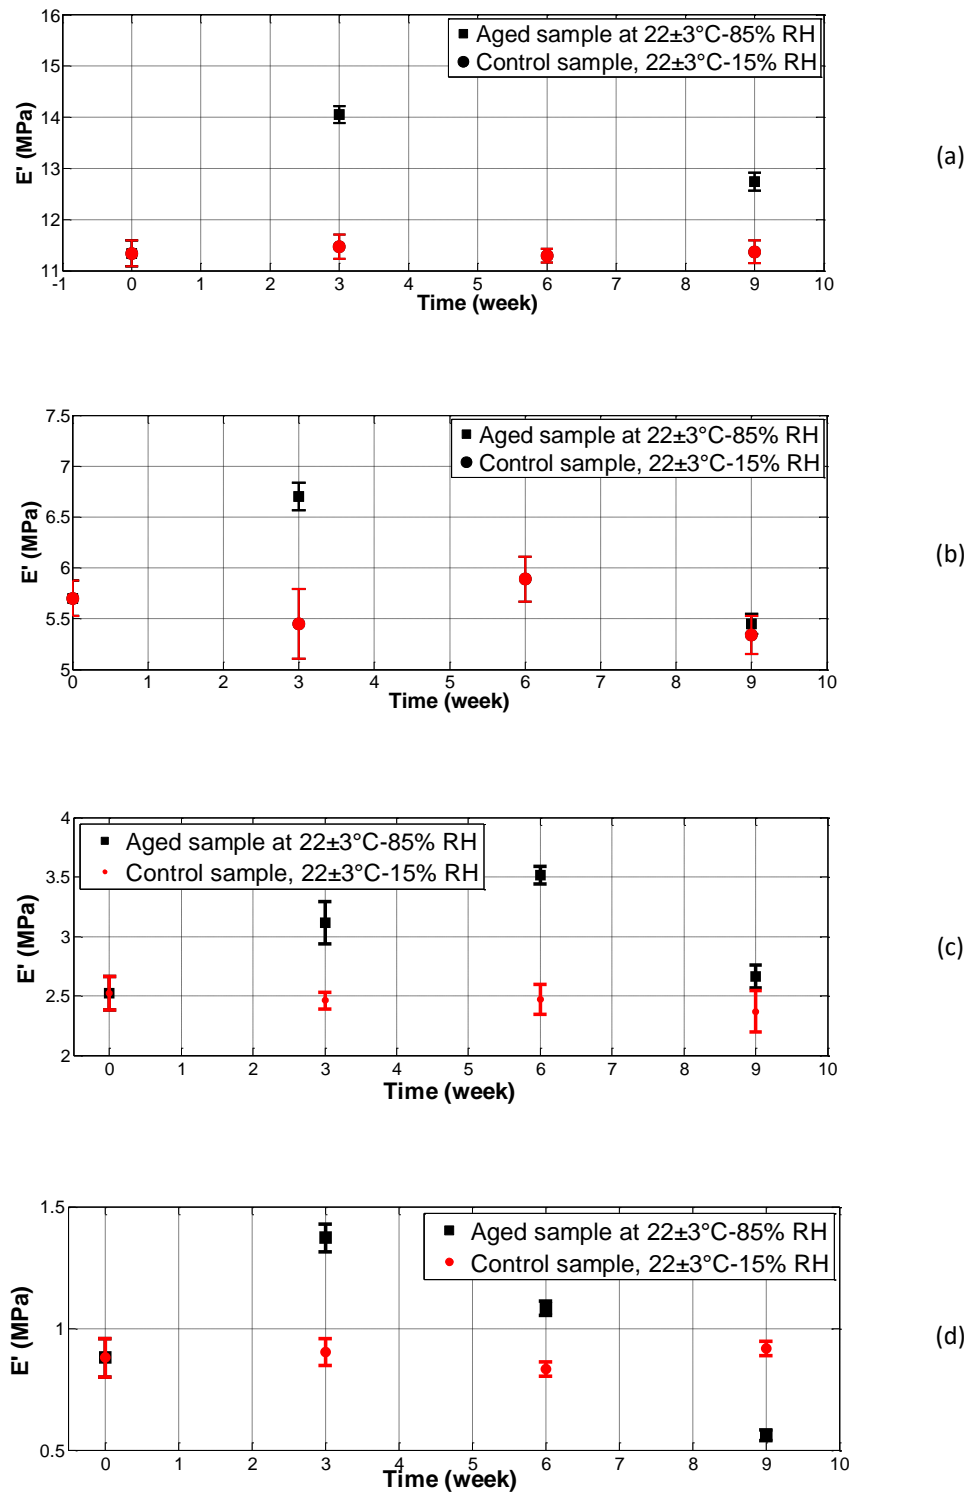 16
15
14
13
12
11
E' (MPa)
Aged sample at 22±3°C-85% RH
Control sample, 22±3°C-15% RH
-1 0 1 2 3 4 5 6 7 8 9 10
Time (week)
(a)
7.5
7
6.5
6
5.5
5
E' (MPa)
Aged sample at 22±3°C-85% RH
Control sample, 22±3°C-15% RH
0 1 2 3 4 5 6 7 8 9 10
Time (week)
(b)
4
3.5
3
2.5
2
E' (MPa)
Aged sample at 22±3°C-85% RH
Control sample, 22±3°C-15% RH
0 1 2 3 4 5 6 7 8 9 10
Time (week)
(c)
1.5
1
0.5
E' (MPa)
Aged sample at 22±3°C-85% RH
Control sample, 22±3°C-15% RH
0 1 2 3 4 5 6 7 8 9 10
Time (week)
(d)